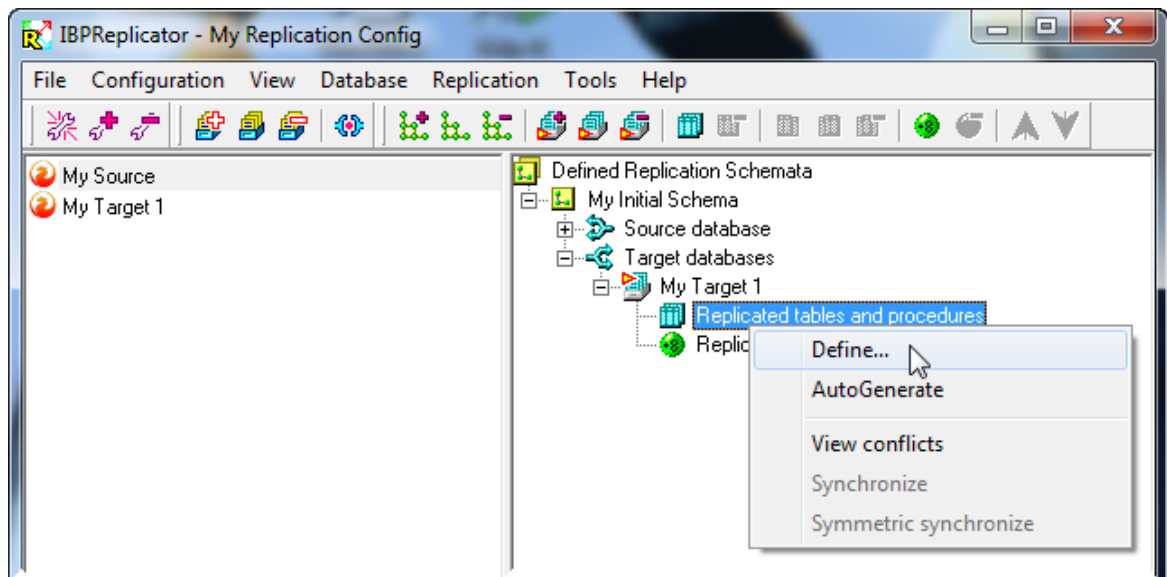 IBPReplicator - My Replication Config
File Configuration View Database Replication Tools Help
My Source
My Target 1
Defined Replication Schemata
My Initial Schema
Source database
Target databases
My Target 1
Replicated tables and procedures
Replic
Define...
AutoGenerate
View conflicts
Synchronize
Symmetric synchronize